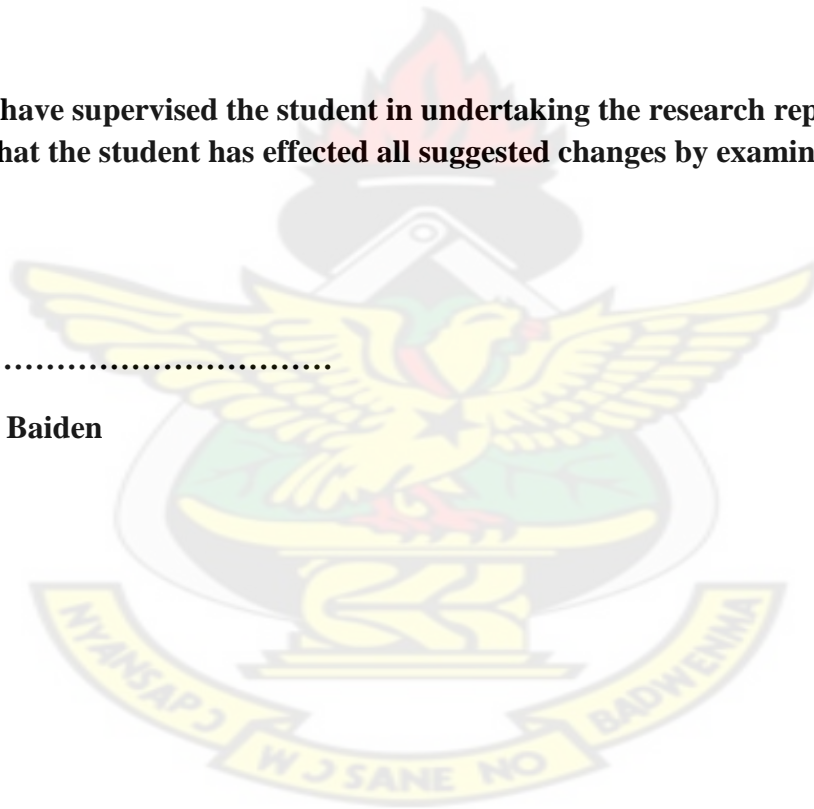 have supervised the student in undertaking the research rep
hat the student has effected all suggested changes by examin
…………………………….
Baiden
NYANSAPƆ WƆSANE NO BADWENMA